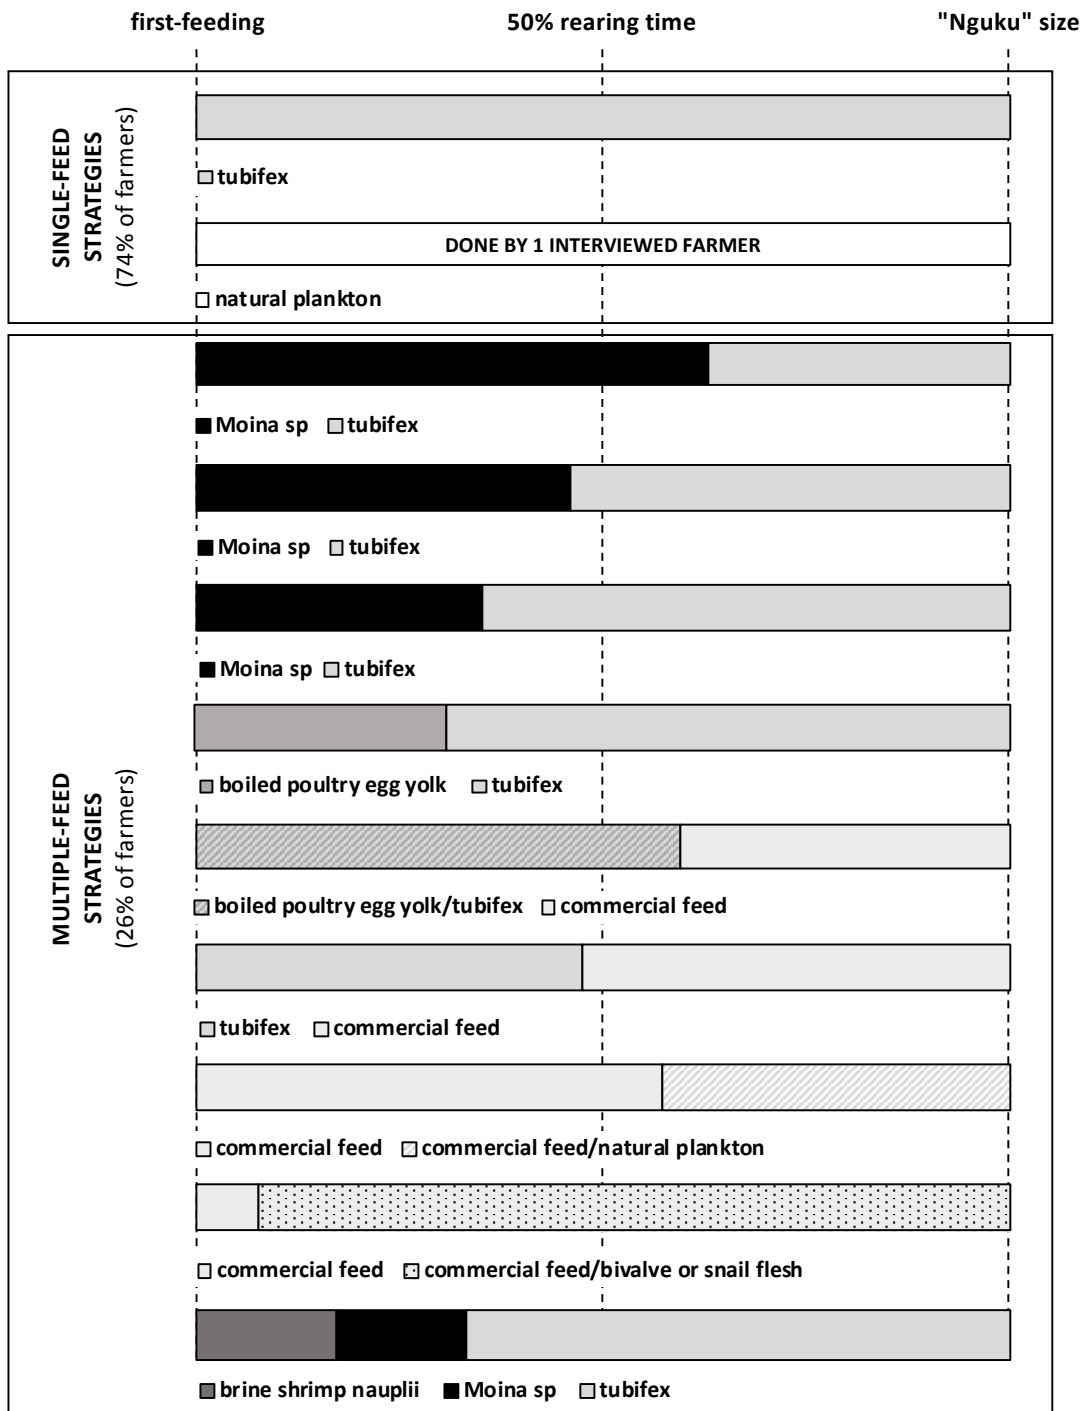 first-feeding 50% rearing time "Nguku" size
SINGLE-FEED
STRATEGIES
(74% of farmers)
tubifex
DONE BY 1 INTERVIEWED FARMER
natural plankton
MULTIPLE-FEED
STRATEGIES
(26% of farmers)
Moina sp tubifex
Moina sp tubifex
Moina sp tubifex
boiled poultry egg yolk tubifex
boiled poultry egg yolk/tubifex commercial feed
tubifex commercial feed
commercial feed commercial feed/natural plankton
commercial feed commercial feed/bivalve or snail flesh
brine shrimp nauplii Moina sp tubifex